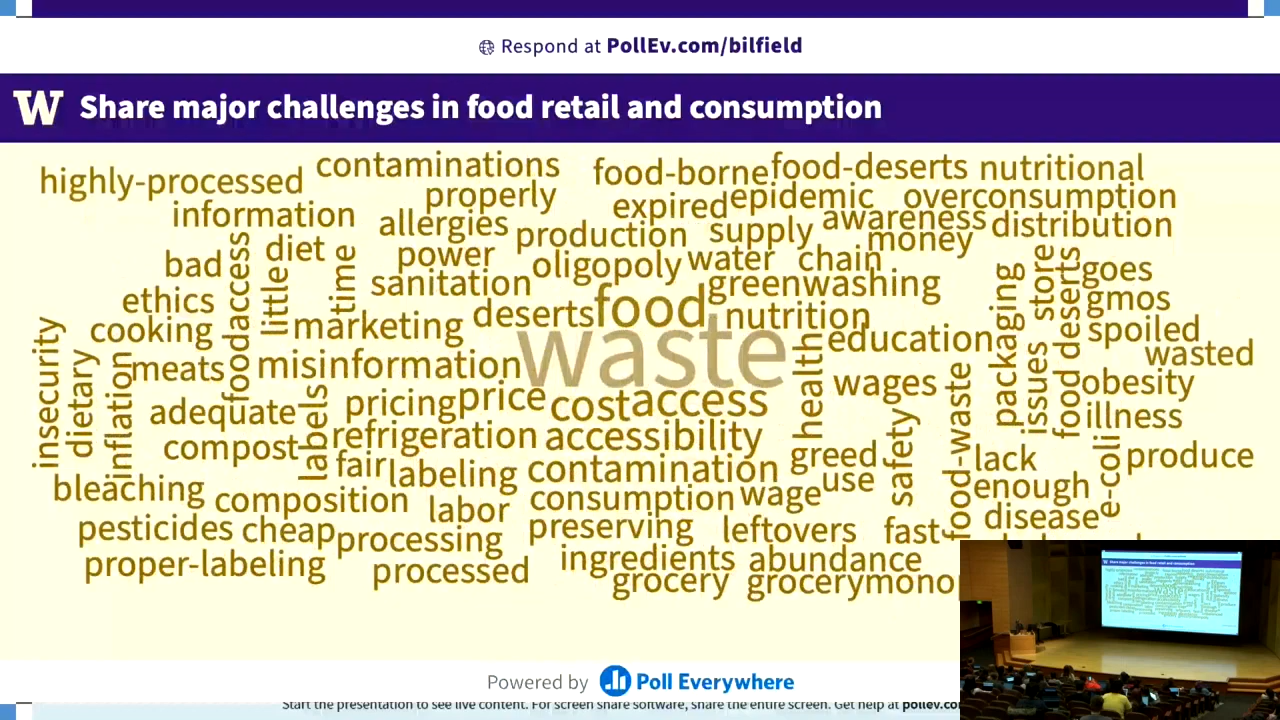 Respond at PollEv.com/bilfield
W Share major challenges in food retail and consumption
highly-processed contaminations food-borne food-deserts nutritional
information properly expired epidemic overconsumption
allergies production supply awareness distribution
bad diet power oligopoly water chain money goes
foodaccess little time sanitation greenwashing packaging store gmos
ethics marketing deserts food nutrition education issues food deserts spoiled
cooking misinformation waste health wasted
insecurity dietary inflation meats wages obesity
adequate pricing price cost access illness
compost labels refrigeration accessibility greed safety food-waste lack e-coli produce
fair labeling contamination use enough
bleaching composition labor consumption wage disease
pesticides cheap processing preserving leftovers fast
proper-labeling processed ingredients abundance
grocery
Powered by Poll Everywhere
Start the presentation to see live content. For screen share software, share the entire screen. Get help at